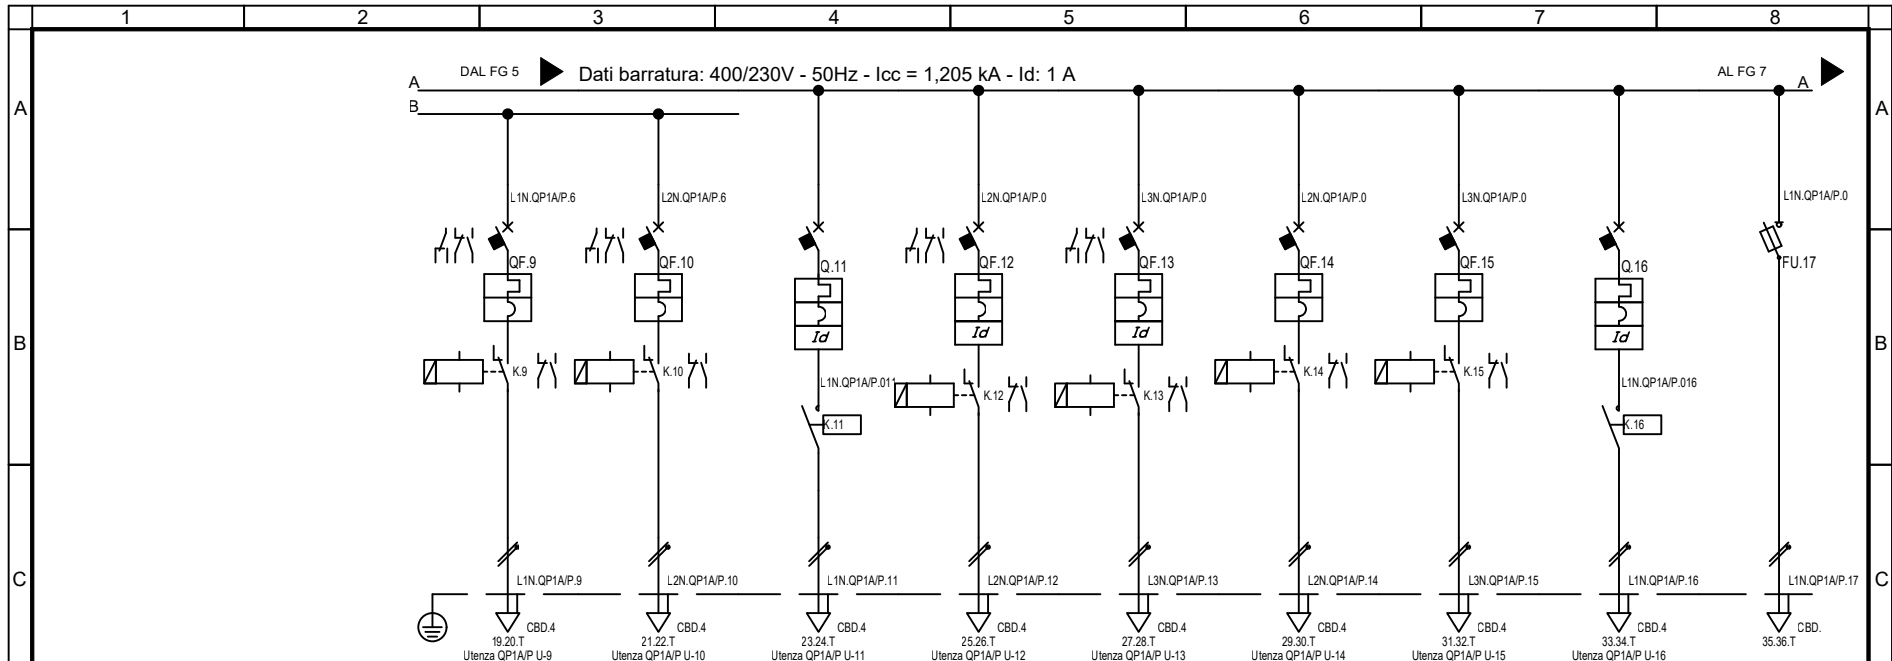 1 2 3 4 5 6 7 8
DAL FG 5 Dati barratura: 400/230V - 50Hz - Icc = 1,205 kA - Id: 1 A AL FG 7
A A
B
A A
L1N.QP1A/P.6 L2N.QP1A/P.6 L2N.QP1A/P.0 L3N.QP1A/P.0 L2N.QP1A/P.0 L3N.QP1A/P.0 L1N.QP1A/P.0
QF.9 QF.10 Q.11 QF.12 QF.13 QF.14 QF.15 Q.16 FU.17
Id Id Id Id
B B
K.9 K.10 K.14 K.15
L1N.QP1A/P.011 K.12 K.13 L1N.QP1A/P.016
K.11 K.16
C C
L1N.QP1A/P.9 L2N.QP1A/P.10 L1N.QP1A/P.11 L2N.QP1A/P.12 L3N.QP1A/P.13 L2N.QP1A/P.14 L3N.QP1A/P.15 L1N.QP1A/P.16 L1N.QP1A/P.17
CBD.4 CBD.4 CBD.4 CBD.4 CBD.4 CBD.4 CBD.4 CBD.4 CBD.
19.20.T 21.22.T 23.24.T 25.26.T 27.28.T 29.30.T 31.32.T 33.34.T 35.36.T
Utenza QP1A/P U-9 Utenza QP1A/P U-10 Utenza QP1A/P U-11 Utenza QP1A/P U-12 Utenza QP1A/P U-13 Utenza QP1A/P U-14 Utenza QP1A/P U-15 Utenza QP1A/P U-16